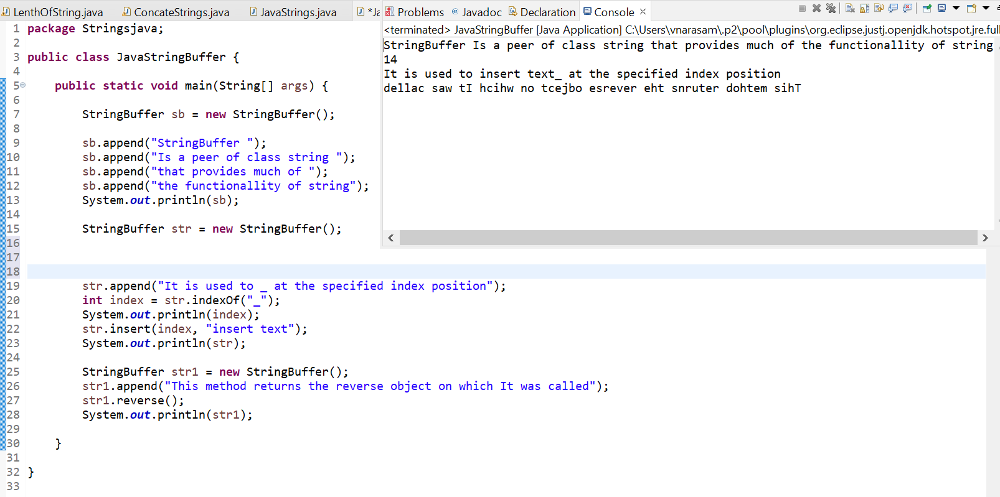 LenthOfString.java ConcateStrings.java JavaStrings.java *Ja
1 package Stringsjava;
2
3 public class JavaStringBuffer {
4
5 public static void main(String[] args) {
6
7 StringBuffer sb = new StringBuffer();
8
9 sb.append("StringBuffer ");
10 sb.append("Is a peer of class string ");
11 sb.append("that provides much of ");
12 sb.append("the functionallity of string");
13 System.out.println(sb);
14
15 StringBuffer str = new StringBuffer();
16
17
18
19 str.append("It is used to _ at the specified index position");
20 int index = str.indexOf("_");
21 System.out.println(index);
22 str.insert(index, "insert text");
23 System.out.println(str);
24
25 StringBuffer str1 = new StringBuffer();
26 str1.append("This method returns the reverse object on which It was called");
27 str1.reverse();
28 System.out.println(str1);
29
30 }
31
32 }
33
Problems @ Javadoc Declaration Console
<terminated> JavaStringBuffer [Java Application] C:\Users\vnarasam\.p2\pool\plugins\org.eclipse.justj.openjdk.hotspot.jre.full
StringBuffer Is a peer of class string that provides much of the functionallity of string
14
It is used to insert text_ at the specified index position
dellac saw tI hcihw no tcejbo esrever eht snruter dohtem sihT